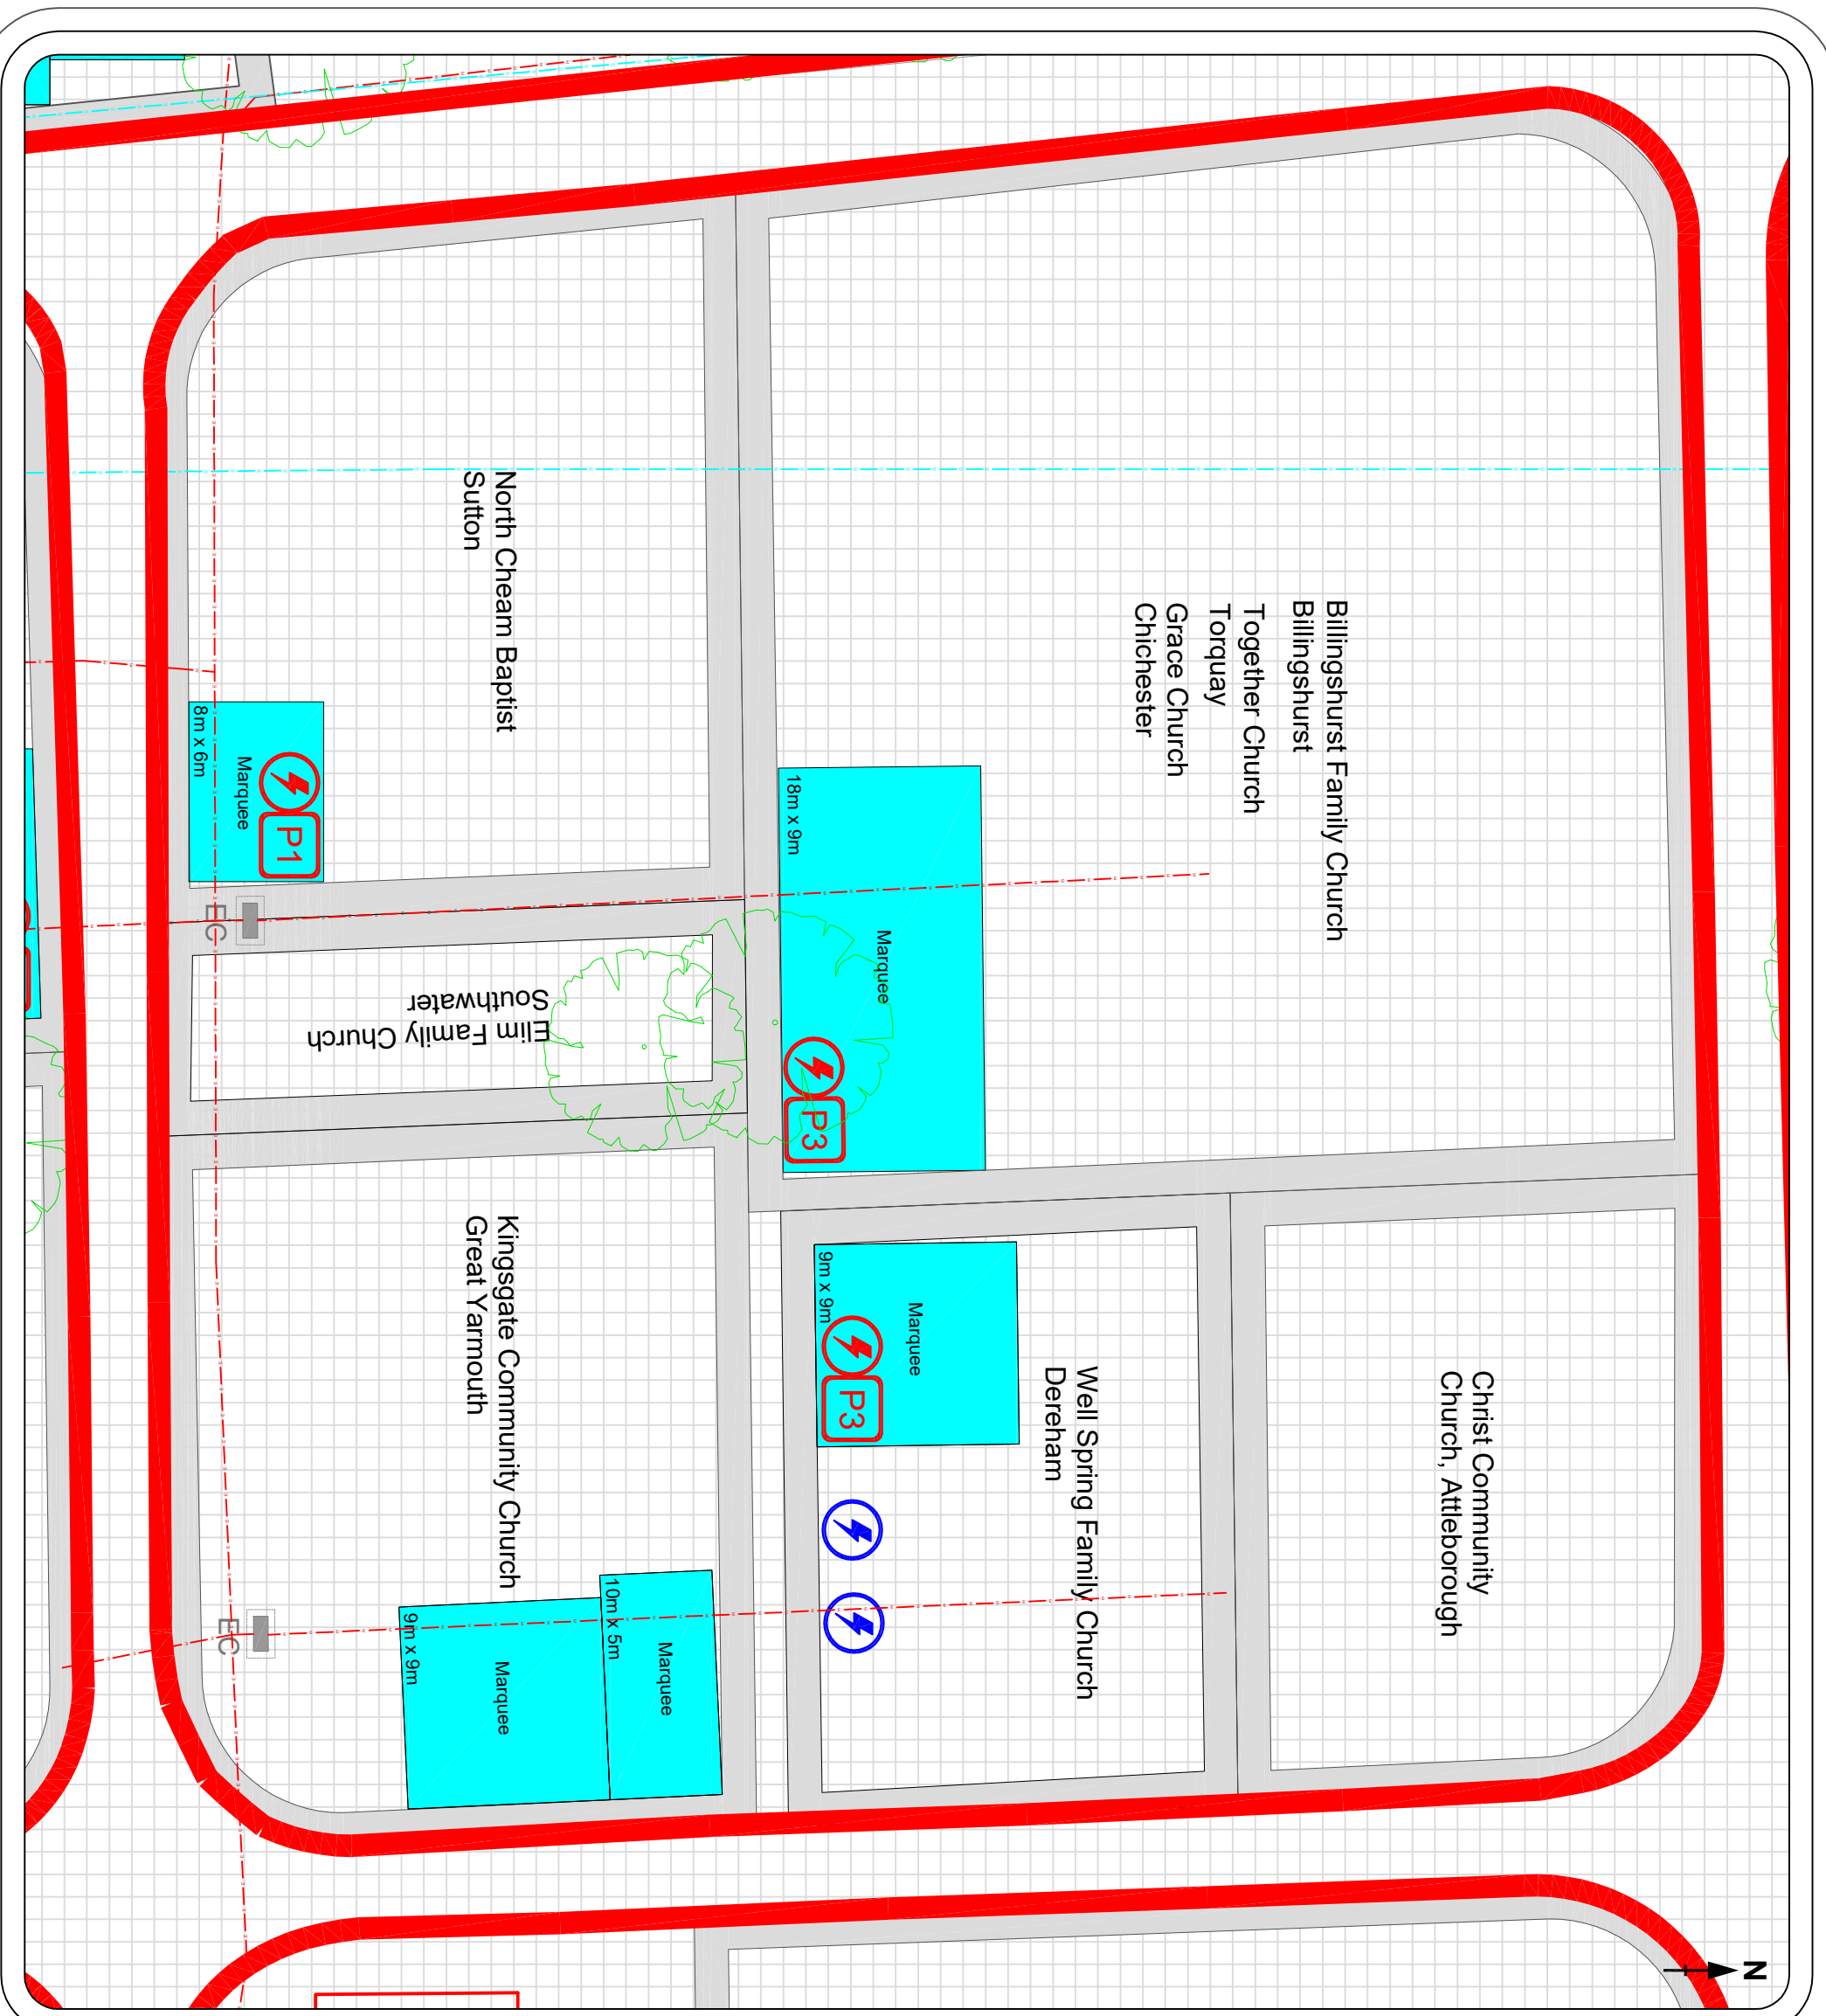 Billingshurst Family Church
Billingshurst
Together Church
Torquay
Grace Church
Chichester
North Cheam Baptist
Sutton
8m x 6m
Marquee
P1
18m x 9m
Marquee
P3
EC
Elim Family Church
Southwater
Kingsgate Community Church
Great Yarmouth
9m x 9m
Marquee
P3
Well Spring Family Church
Dereham
Christ Community
Church, Attleborough
10m x 5m
Marquee
9m x 9m
Marquee
EC
N